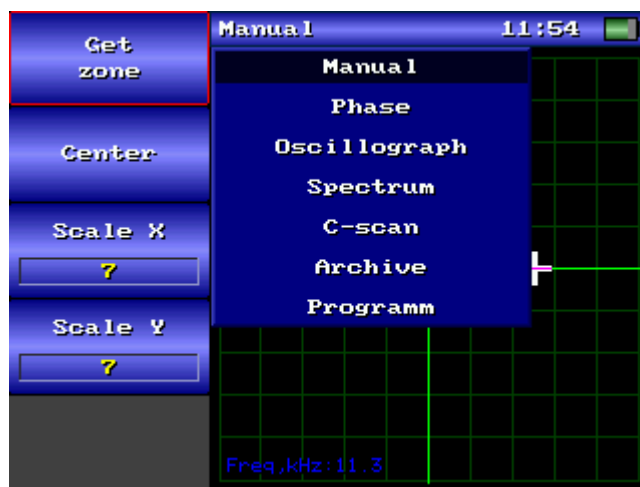 Get
zone
Center
Scale X
7
Scale Y
7
Manual 11:54
Manual
Phase
Oscillograph
Spectrum
C-scan
Archive
Programm
Freq,kHz:11.3